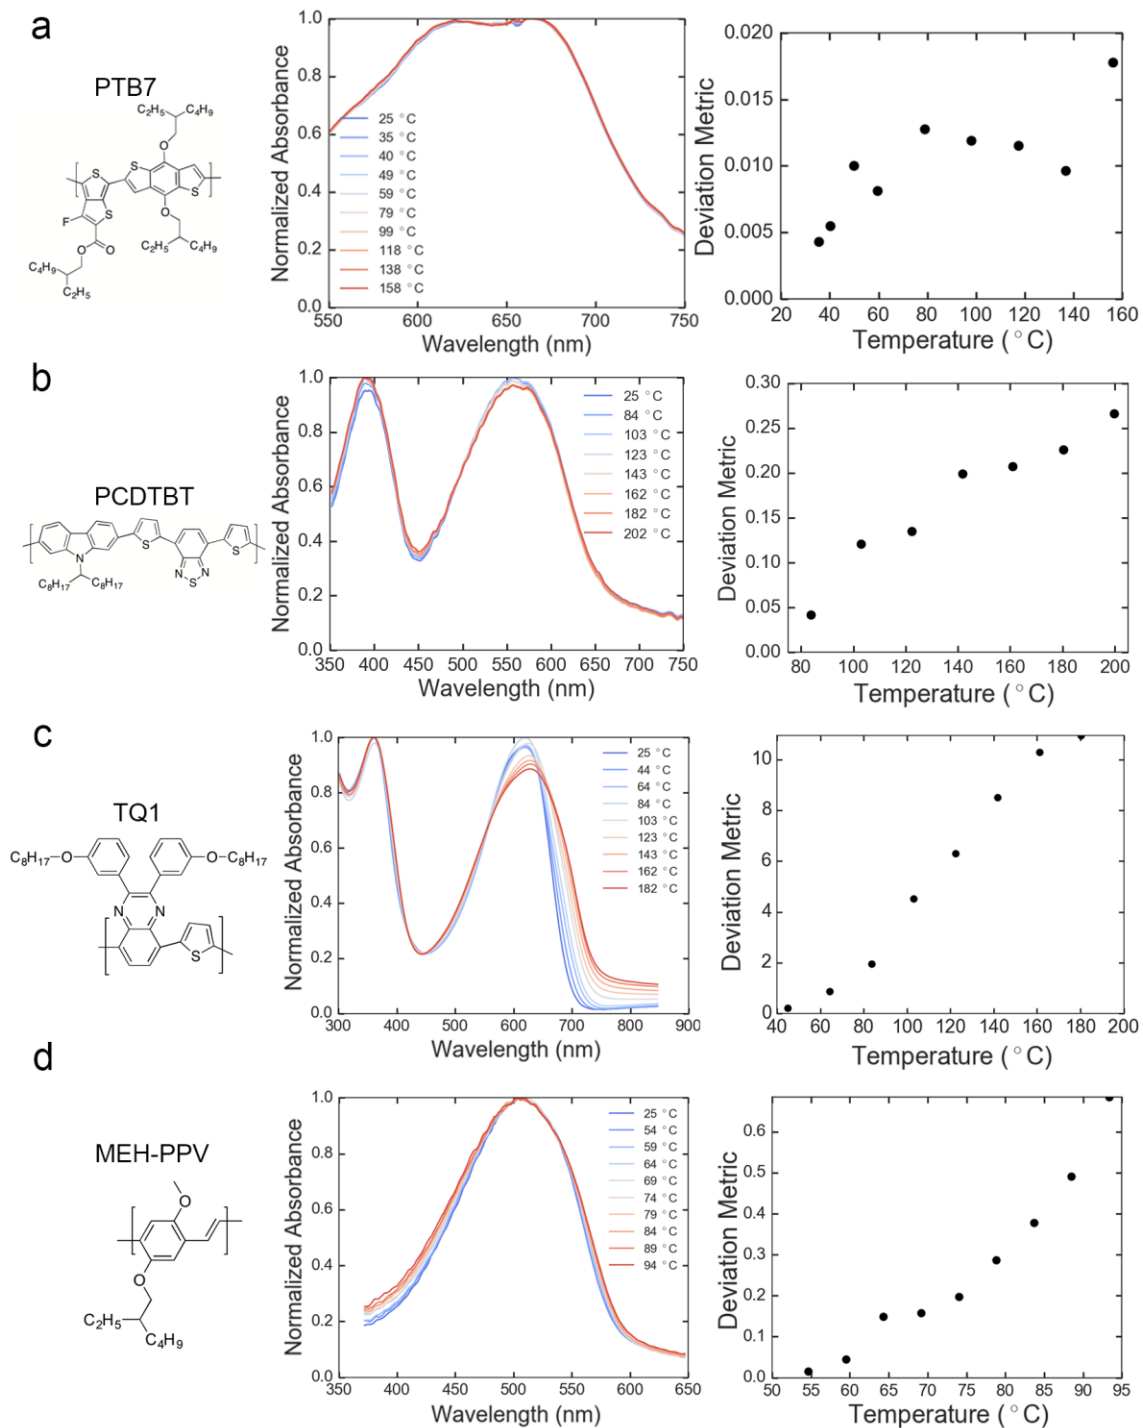 a
PTB7
C2H5
C4H9
O
S
S
S
F
S
O
O
O
C2H5
C4H9
C4H9
C2H5
Normalized Absorbance
1.0
0.8
0.6
0.4
0.2
0.0
25 °C
35 °C
40 °C
49 °C
59 °C
79 °C
99 °C
118 °C
138 °C
158 °C
550 600 650 700 750
Wavelength (nm)
Deviation Metric
0.020
0.015
0.010
0.005
0.000
20 40 60 80 100 120 140 160
Temperature (°C)
b
PCDTBT
N
S
S
N
N
S
C8H17
C8H17
Normalized Absorbance
1.0
0.8
0.6
0.4
0.2
0.0
25 °C
84 °C
103 °C
123 °C
143 °C
162 °C
182 °C
202 °C
350 400 450 500 550 600 650 700 750
Wavelength (nm)
Deviation Metric
0.30
0.25
0.20
0.15
0.10
0.05
0.00
80 100 120 140 160 180 200
Temperature (°C)
c
TQ1
C8H17
O
O
C8H17
N
N
S
Normalized Absorbance
1.0
0.8
0.6
0.4
0.2
0.0
25 °C
44 °C
64 °C
84 °C
103 °C
123 °C
143 °C
162 °C
182 °C
300 400 500 600 700 800 900
Wavelength (nm)
Deviation Metric
10
8
6
4
2
0
40 60 80 100 120 140 160 180 200
Temperature (°C)
d
MEH-PPV
O
O
C2H5
C4H9
Normalized Absorbance
1.0
0.8
0.6
0.4
0.2
0.0
25 °C
54 °C
59 °C
64 °C
69 °C
74 °C
79 °C
84 °C
89 °C
94 °C
350 400 450 500 550 600 650
Wavelength (nm)
Deviation Metric
0.6
0.5
0.4
0.3
0.2
0.1
0.0
50 55 60 65 70 75 80 85 90 95
Temperature (°C)